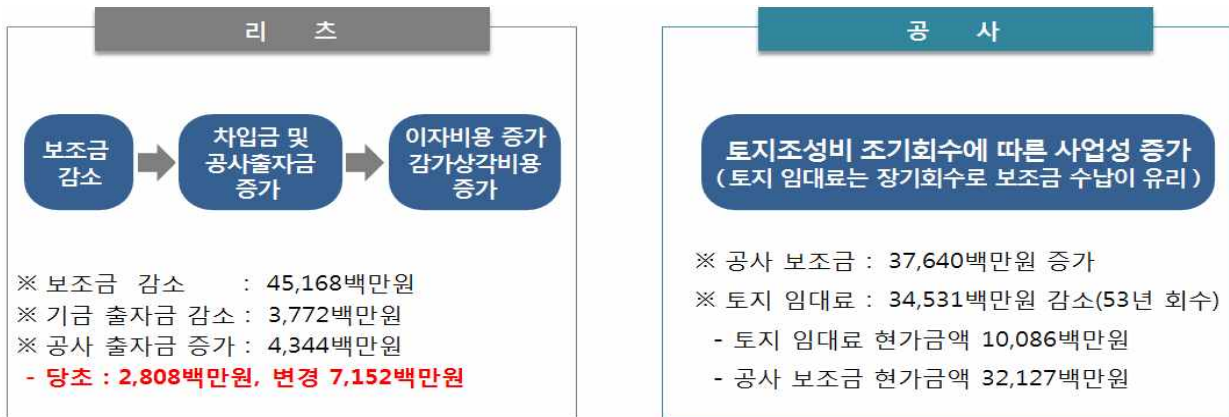 리 츠
보조금
감소
차입금 및
공사출자금
증가
이자비용 증가
감가상각비용
증가
※ 보조금 감소 : 45,168백만원
※ 기금 출자금 감소 : 3,772백만원
※ 공사 출자금 증가 : 4,344백만원
- 당초 : 2,808백만원, 변경 7,152백만원
공 사
토지조성비 조기회수에 따른 사업성 증가
( 토지 임대료는 장기회수로 보조금 수납이 유리 )
※ 공사 보조금 : 37,640백만원 증가
※ 토지 임대료 : 34,531백만원 감소(53년 회수)
- 토지 임대료 현가금액 10,086백만원
- 공사 보조금 현가금액 32,127백만원